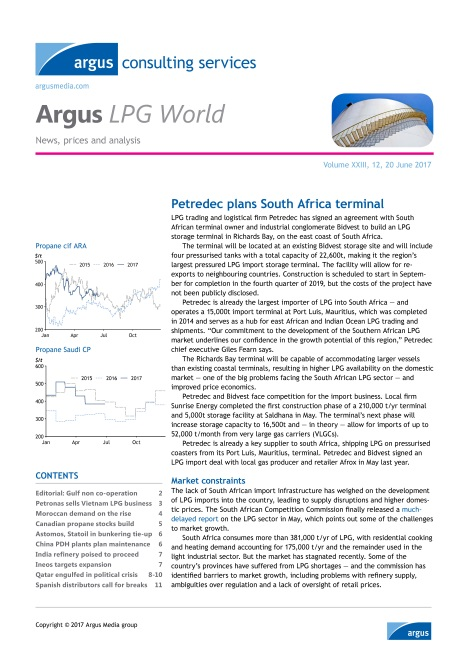 argus consulting services
argusmedia.com
Argus LPG World
News, prices and analysis
Volume XXIII, 12, 20 June 2017
Propane cif ARA
$/t
500
2015 2016 2017
400
300
200
Jan Apr Jul Oct
Propane Saudi CP
$/t
600
2015 2016 2017
500
400
300
200
Jan Apr Jul Oct
CONTENTS
Editorial: Gulf non co-operation 2
Petronas sells Vietnam LPG business 3
Moroccan demand on the rise 4
Canadian propane stocks build 5
Astomos, Statoil in bunkering tie-up 6
China PDH plants plan maintenance 6
India refinery poised to proceed 7
Ineos targets expansion 7
Qatar engulfed in political crisis 8-10
Spanish distributors call for breaks 11
Petredec plans South Africa terminal
LPG trading and logistical firm Petredec has signed an agreement with South
African terminal owner and industrial conglomerate Bidvest to build an LPG
storage terminal in Richards Bay, on the east coast of South Africa.
The terminal will be located at an existing Bidvest storage site and will include
four pressurised tanks with a total capacity of 22,600t, making it the region's
largest pressured LPG import storage terminal. The facility will allow for re-
exports to neighbouring countries. Construction is scheduled to start in Septem-
ber for completion in the fourth quarter of 2019, but the costs of the project have
not been publicly disclosed.
Petredec is already the largest importer of LPG into South Africa — and
operates a 15,000t import terminal at Port Louis, Mauritius, which was completed
in 2014 and serves as a hub for east African and Indian Ocean LPG trading and
shipments. “Our commitment to the development of the Southern African LPG
market underlines our confidence in the growth potential of this region,” Petredec
chief executive Giles Fearn says.
The Richards Bay terminal will be capable of accommodating larger vessels
than existing coastal terminals, resulting in higher LPG availability on the domestic
market — one of the big problems facing the South African LPG sector — and
improved price economics.
Petredec and Bidvest face competition for the import business. Local firm
Sunrise Energy completed the first construction phase of a 210,000 t/yr terminal
and 5,000t storage facility at Saldanha in May. The terminal's next phase will
increase storage capacity to 16,500t and — in theory — allow for imports of up to
52,000 t/month from very large gas carriers (VLGCs).
Petredec is already a key supplier to south Africa, shipping LPG on pressurised
coasters from its Port Luis, Mauritius, terminal. Petredec and Bidvest signed an
LPG import deal with local gas producer and retailer Afrox in May last year.
Market constraints
The lack of South African import infrastructure has weighed on the development
of LPG imports into the country, leading to supply disruptions and higher domes-
tic prices. The South African Competition Commission finally released a much-
delayed report on the LPG sector in May, which points out some of the challenges
to market growth.
South Africa consumes more than 381,000 t/yr of LPG, with residential cooking
and heating demand accounting for 175,000 t/yr and the remainder used in the
light industrial sector. But the market has stagnated recently. Some of the
country's provinces have suffered from LPG shortages — and the commission has
identified barriers to market growth, including problems with refinery supply,
ambiguities over regulation and a lack of oversight of retail prices.
Copyright © 2017 Argus Media group
argus